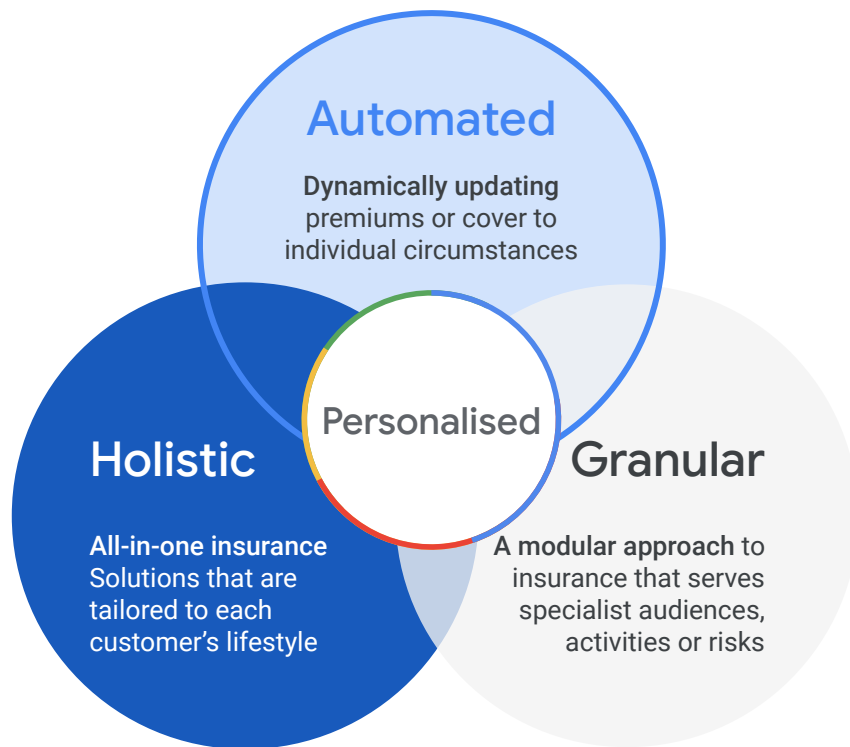 Automated
Dynamically updating
premiums or cover to
individual circumstances
Personalised
Holistic
All-in-one insurance
Solutions that are
tailored to each
customer's lifestyle
Granular
A modular approach to
insurance that serves
specialist audiences,
activities or risks